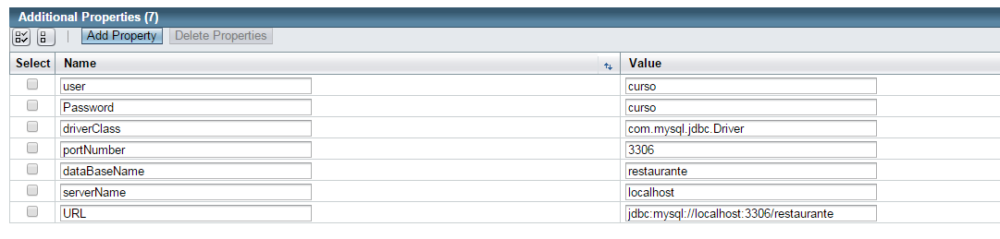 Additional Properties (7)
Add Property Delete Properties
Select Name Value
user curso
Password curso
driverClass com.mysql.jdbc.Driver
portNumber 3306
dataBaseName restaurante
serverName localhost
URL jdbc:mysql://localhost:3306/restaurante